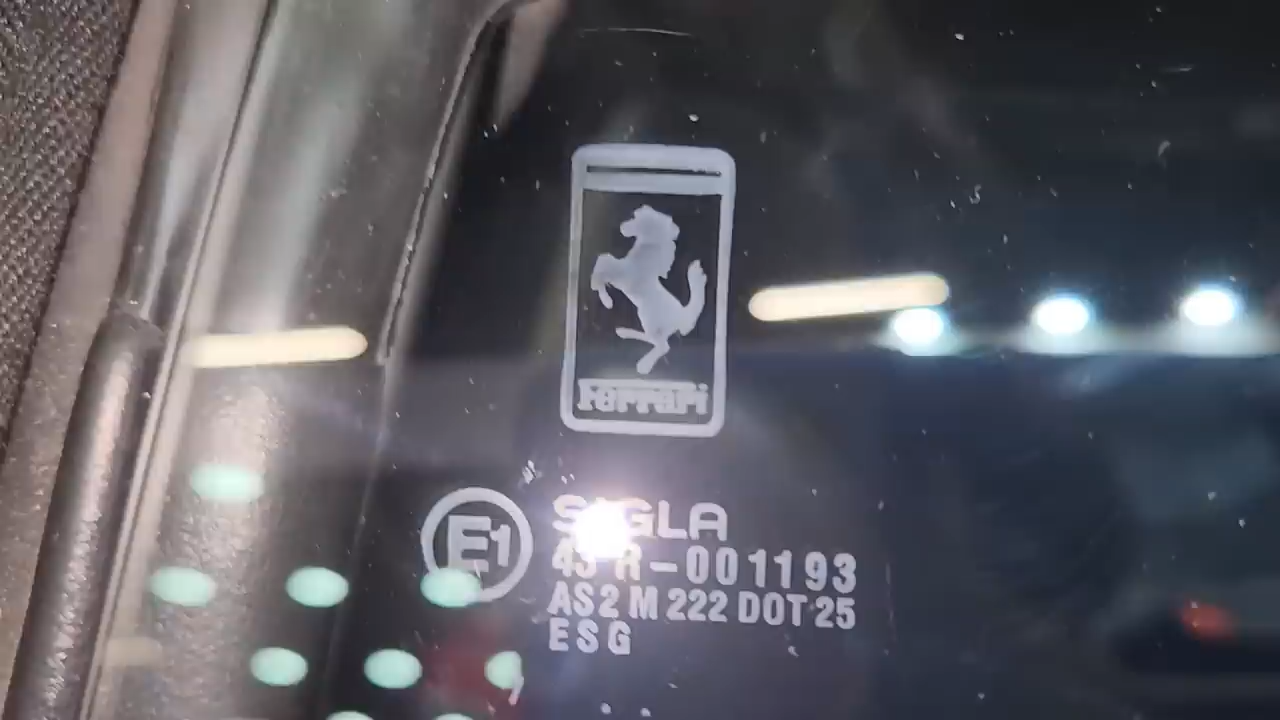 Ferrari
E1
SIGLA
43 R-001193
AS2 M 222 DOT 25
ESG